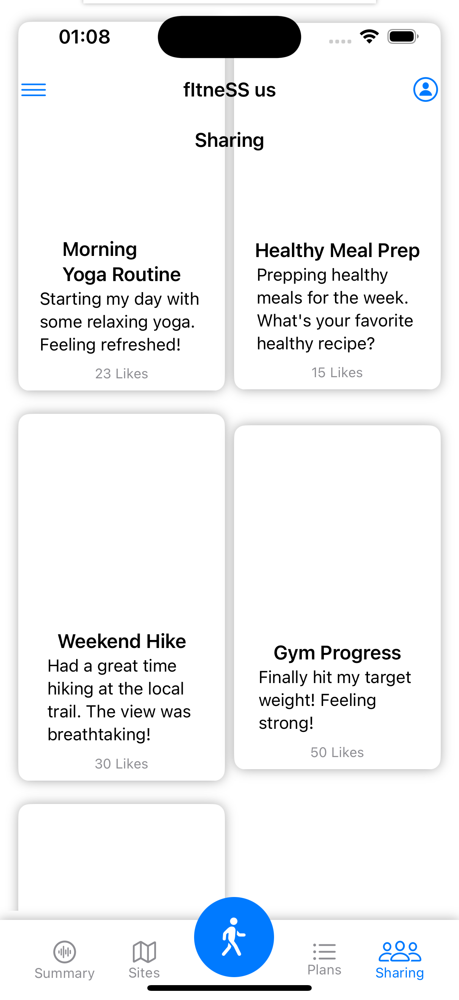 01:08
fItneSS us
Sharing
Morning
Yoga Routine
Starting my day with
some relaxing yoga.
Feeling refreshed!
23 Likes
Healthy Meal Prep
Prepping healthy
meals for the week.
What's your favorite
healthy recipe?
15 Likes
Weekend Hike
Had a great time
hiking at the local
trail. The view was
breathtaking!
30 Likes
Gym Progress
Finally hit my target
weight! Feeling
strong!
50 Likes
Summary
Sites
Plans
Sharing